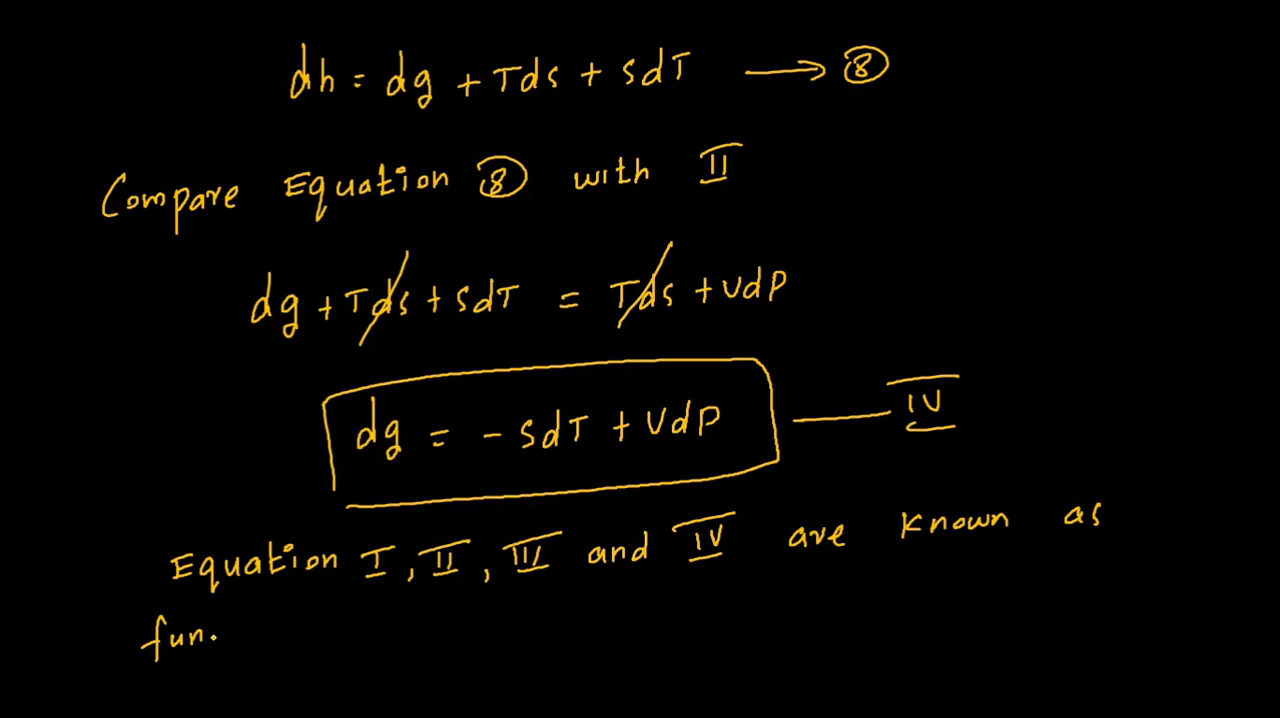 dh = dg + Tds + sdT ⟶ ⑧
Compare Equation ⑧ with II
dg + Tds + sdT = Tds + vdp
dg = - sdT + vdp — IV
Equation I, II, III and IV are known as
fun.